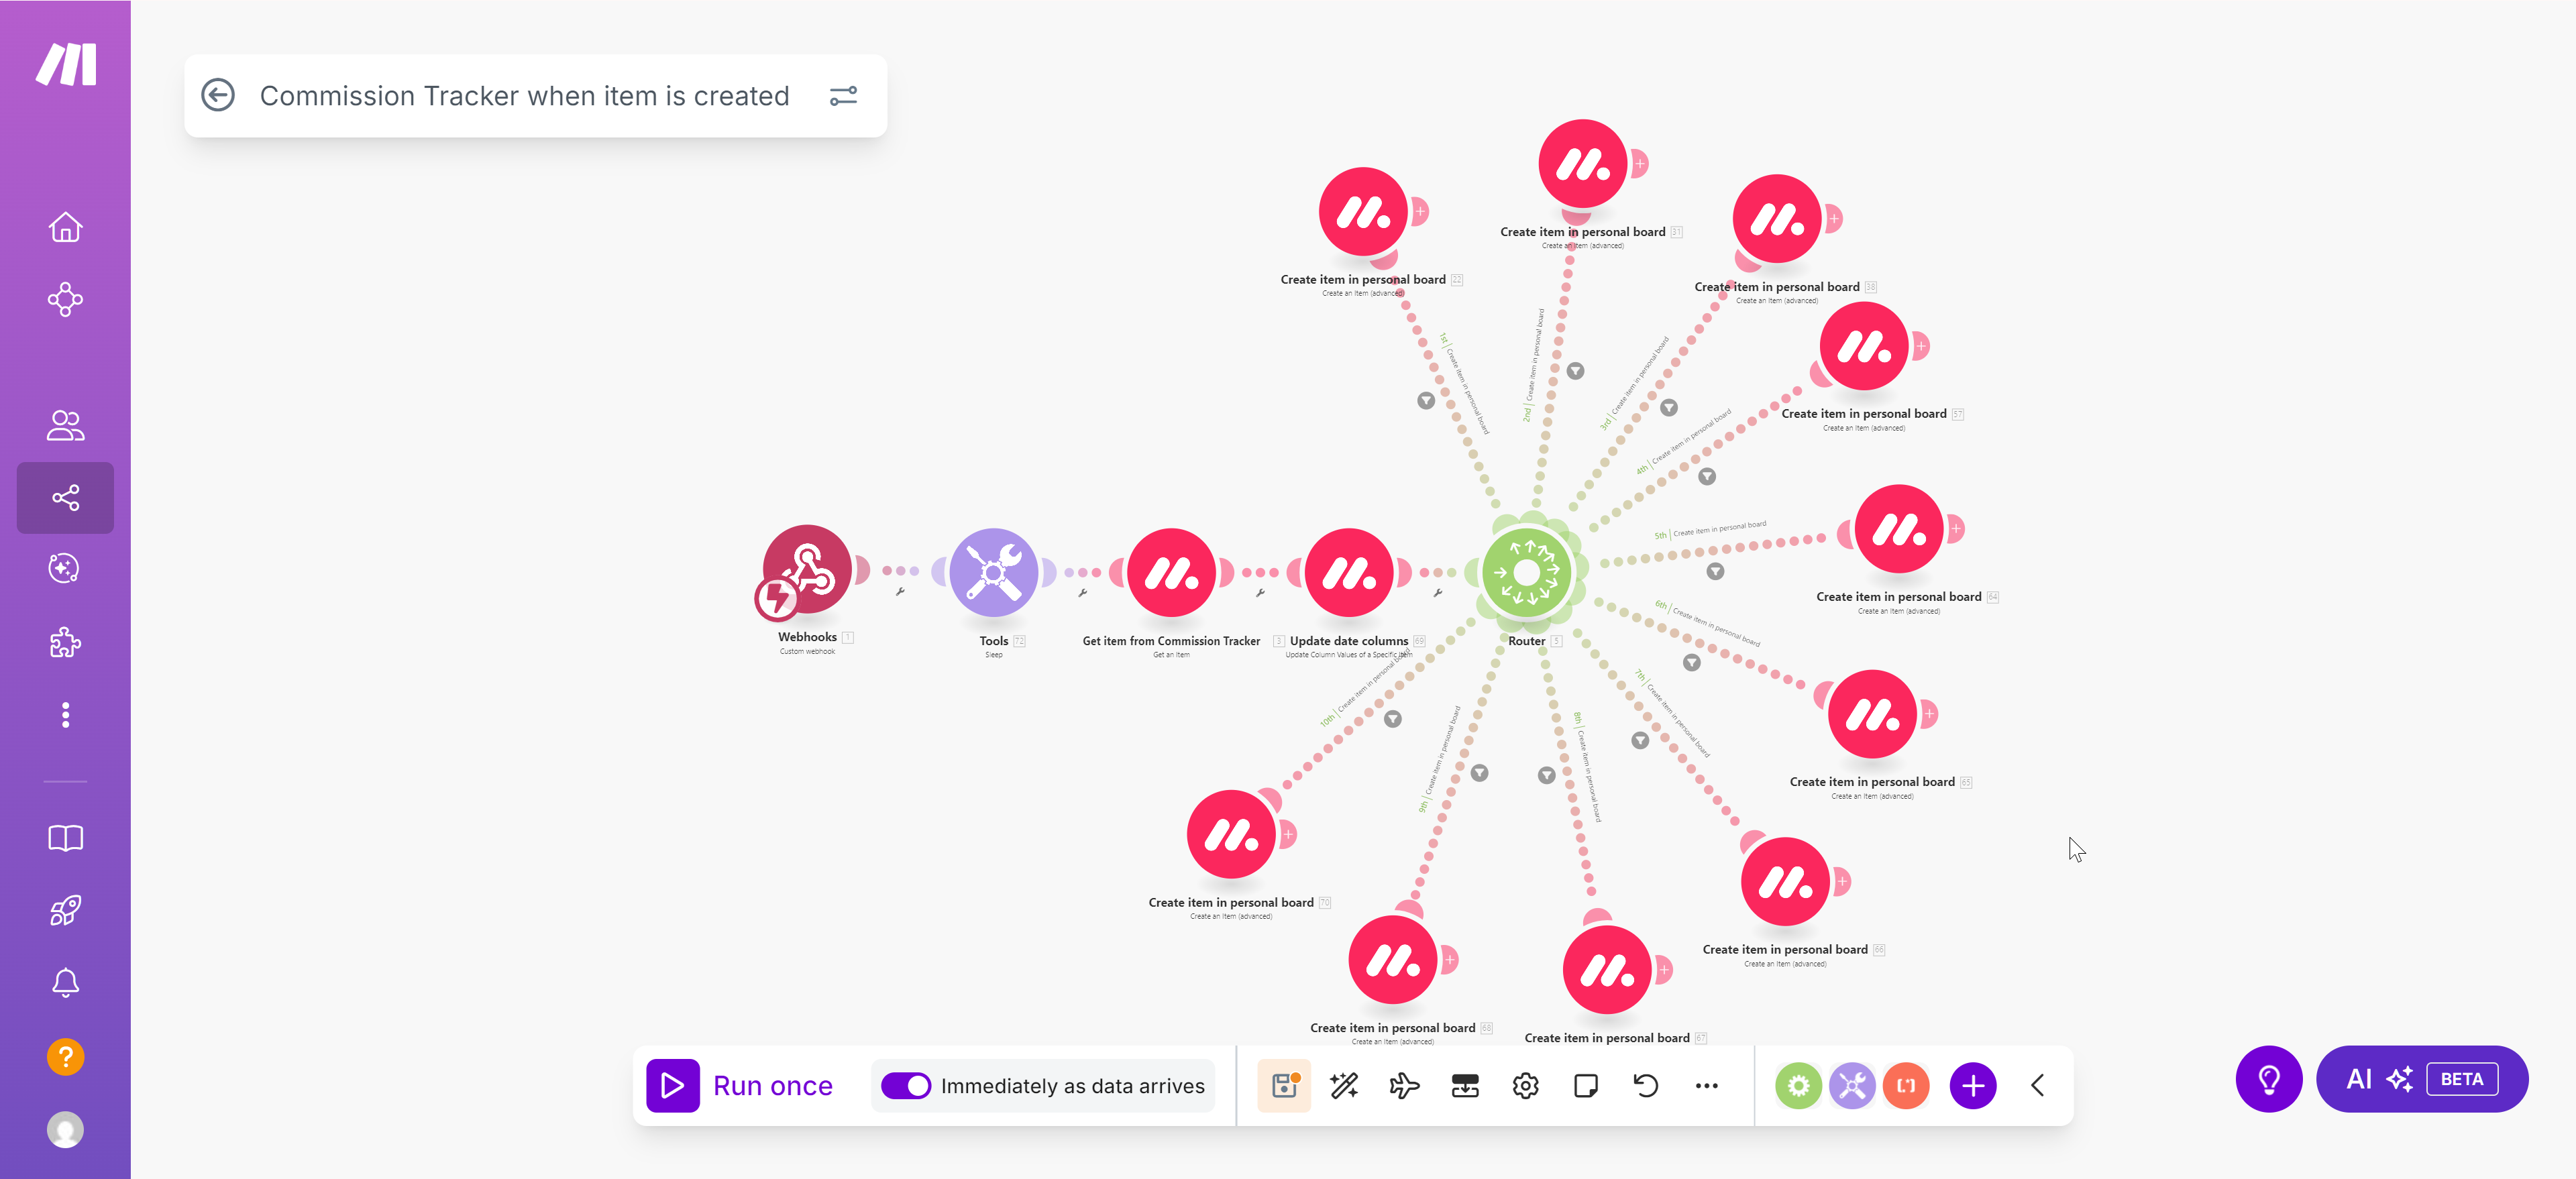 Commission Tracker when item is created
Create item in personal board 31
Create an Item (advanced)
Create item in personal board 22
Create an Item (advanced)
Create item in personal board 38
Create an Item (advanced)
Create item in personal board 57
Create an Item (advanced)
1st | Create item in personal board
2nd | Create item in personal board
3rd | Create item in personal board
4th | Create item in personal board
5th | Create item in personal board
Create item in personal board 64
Create an Item (advanced)
6th | Create item in personal board
Webhooks 1
Custom webhook
Tools 72
Sleep
Get item from Commission Tracker 3
Get an Item
Update date columns 69
Update Column Values of a Specific Item
Router 5
7th | Create item in personal board
8th | Create item in personal board
9th | Create item in personal board
10th | Create item in personal board
Create item in personal board 65
Create an Item (advanced)
Create item in personal board 70
Create an Item (advanced)
Create item in personal board 66
Create an Item (advanced)
Create item in personal board 68
Create an Item (advanced)
Create item in personal board 67
Run once
Immediately as data arrives
AI BETA
?